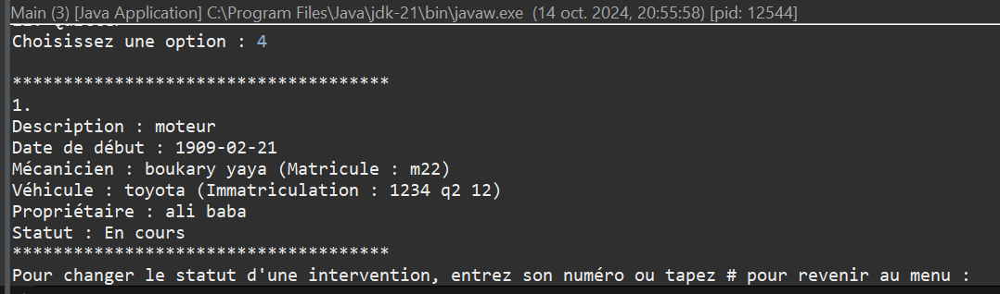 Main (3) [Java Application] C:\Program Files\Java\jdk-21\bin\javaw.exe (14 oct. 2024, 20:55:58) [pid: 12544]
Choisissez une option : 4
*************************************
1.
Description : moteur
Date de début : 1909-02-21
Mécanicien : boukary yaya (Matricule : m22)
Véhicule : toyota (Immatriculation : 1234 q2 12)
Propriétaire : ali baba
Statut : En cours
*************************************
Pour changer le statut d'une intervention, entrez son numéro ou tapez # pour revenir au menu :